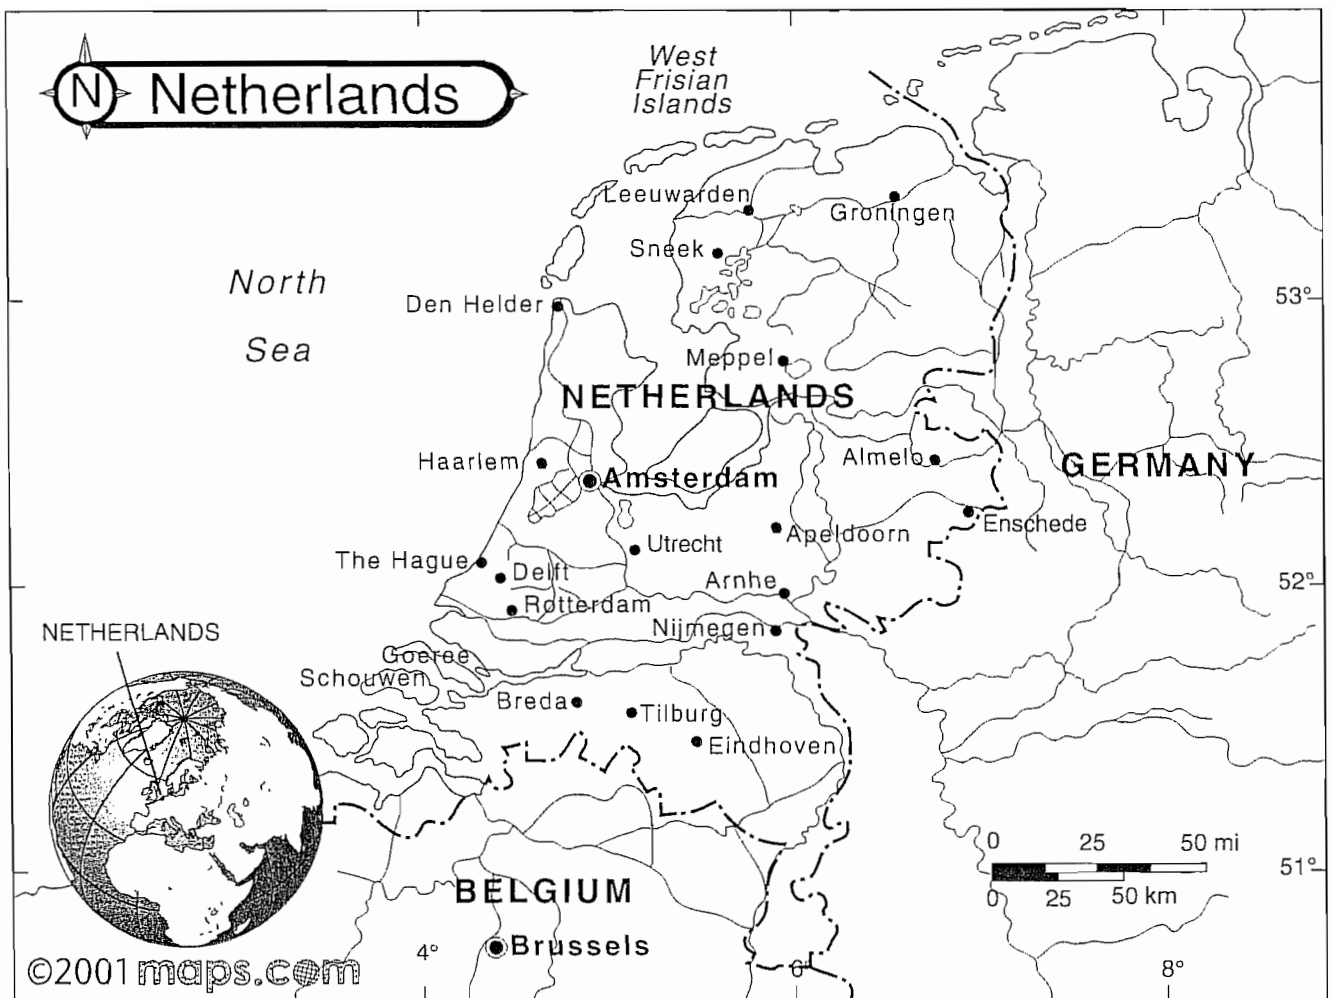 West
Frisian
Islands
N Netherlands
Leeuwarden
Groningen
Sneek
North
Sea
Den Helder
53°
Meppel
NETHERLANDS
Haarlem
Almelo
GERMANY
Amsterdam
Enschede
Apeldoorn
Utrecht
The Hague
Delft
Arnhe
52°
Rotterdam
Nijmegen
NETHERLANDS
Goeree
Schouwen
Breda
Tilburg
Eindhoven
0 25 50 mi
51°
0 25 50 km
BELGIUM
Brussels
4°
6°
8°
©2001 maps.com